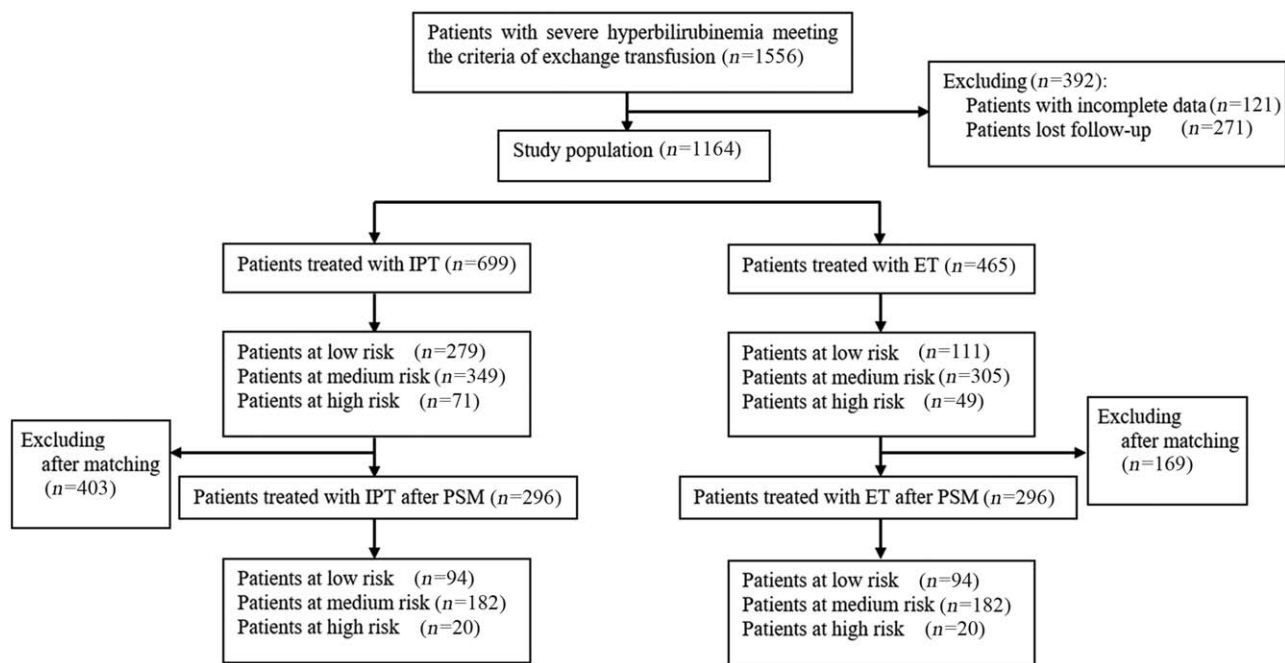 Patients with severe hyperbilirubinemia meeting
the criteria of exchange transfusion (n=1556)
Excluding (n=392):
Patients with incomplete data (n=121)
Patients lost follow-up (n=271)
Study population (n=1164)
Patients treated with IPT (n=699)
Patients treated with ET (n=465)
Patients at low risk (n=279)
Patients at medium risk (n=349)
Patients at high risk (n=71)
Patients at low risk (n=111)
Patients at medium risk (n=305)
Patients at high risk (n=49)
Excluding
after matching
(n=403)
Excluding
after matching
(n=169)
Patients treated with IPT after PSM (n=296)
Patients treated with ET after PSM (n=296)
Patients at low risk (n=94)
Patients at medium risk (n=182)
Patients at high risk (n=20)
Patients at low risk (n=94)
Patients at medium risk (n=182)
Patients at high risk (n=20)